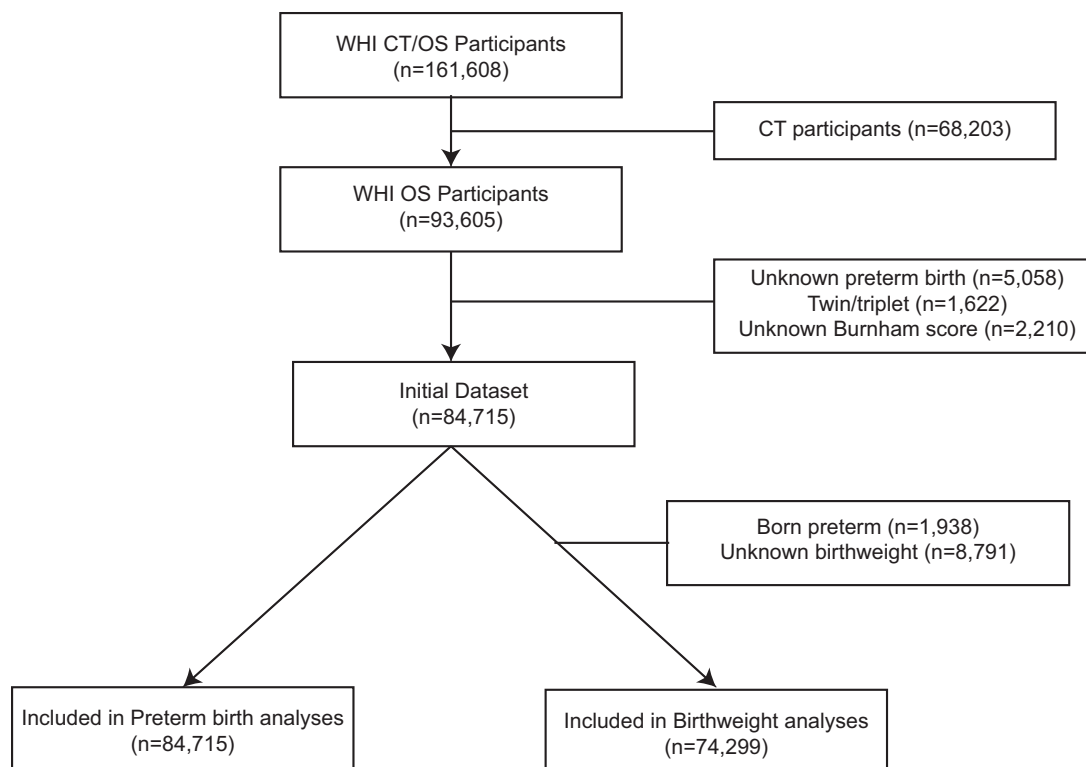 WHI CT/OS Participants
(n=161,608)
CT participants (n=68,203)
WHI OS Participants
(n=93,605)
Unknown preterm birth (n=5,058)
Twin/triplet (n=1,622)
Unknown Burnham score (n=2,210)
Initial Dataset
(n=84,715)
Born preterm (n=1,938)
Unknown birthweight (n=8,791)
Included in Preterm birth analyses
(n=84,715)
Included in Birthweight analyses
(n=74,299)